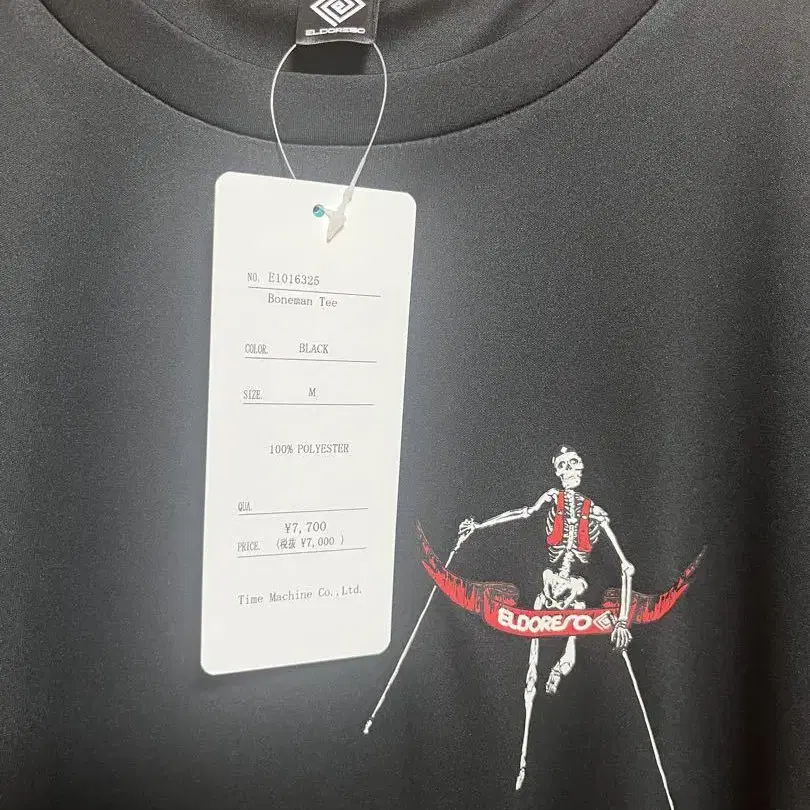 ELDORESO
NO. E1016325
Boneman Tee
COLOR. BLACK
SIZE. M
100% POLYESTER
QUA.
¥7,700
PRICE. (税抜 ¥7,000 )
Time Machine Co.,Ltd.
ELDORESO